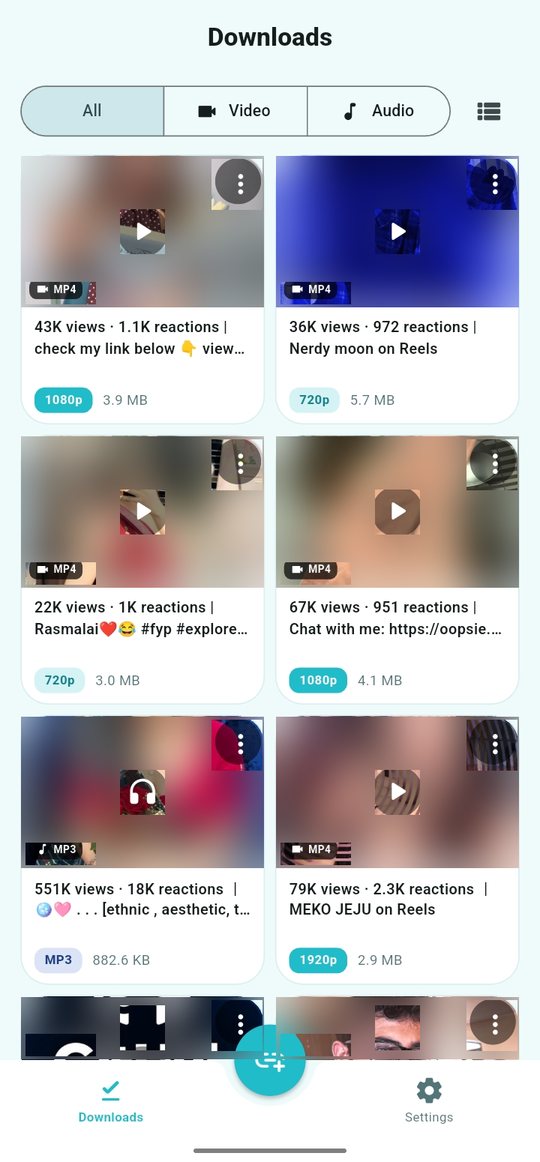 Downloads
All
Video
Audio
MP4
MP4
43K views · 1.1K reactions |
check my link below 👇 view…
36K views · 972 reactions |
Nerdy moon on Reels
1080p 3.9 MB
720p 5.7 MB
MP4
MP4
22K views · 1K reactions |
Rasmalai❤️😂 #fyp #explore…
67K views · 951 reactions |
Chat with me: https://oopsie.…
720p 3.0 MB
1080p 4.1 MB
MP3
MP4
551K views · 18K reactions |
🪩🩷 . . . [ethnic , aesthetic, t…
79K views · 2.3K reactions |
MEKO JEJU on Reels
MP3 882.6 KB
1920p 2.9 MB
Downloads
Settings